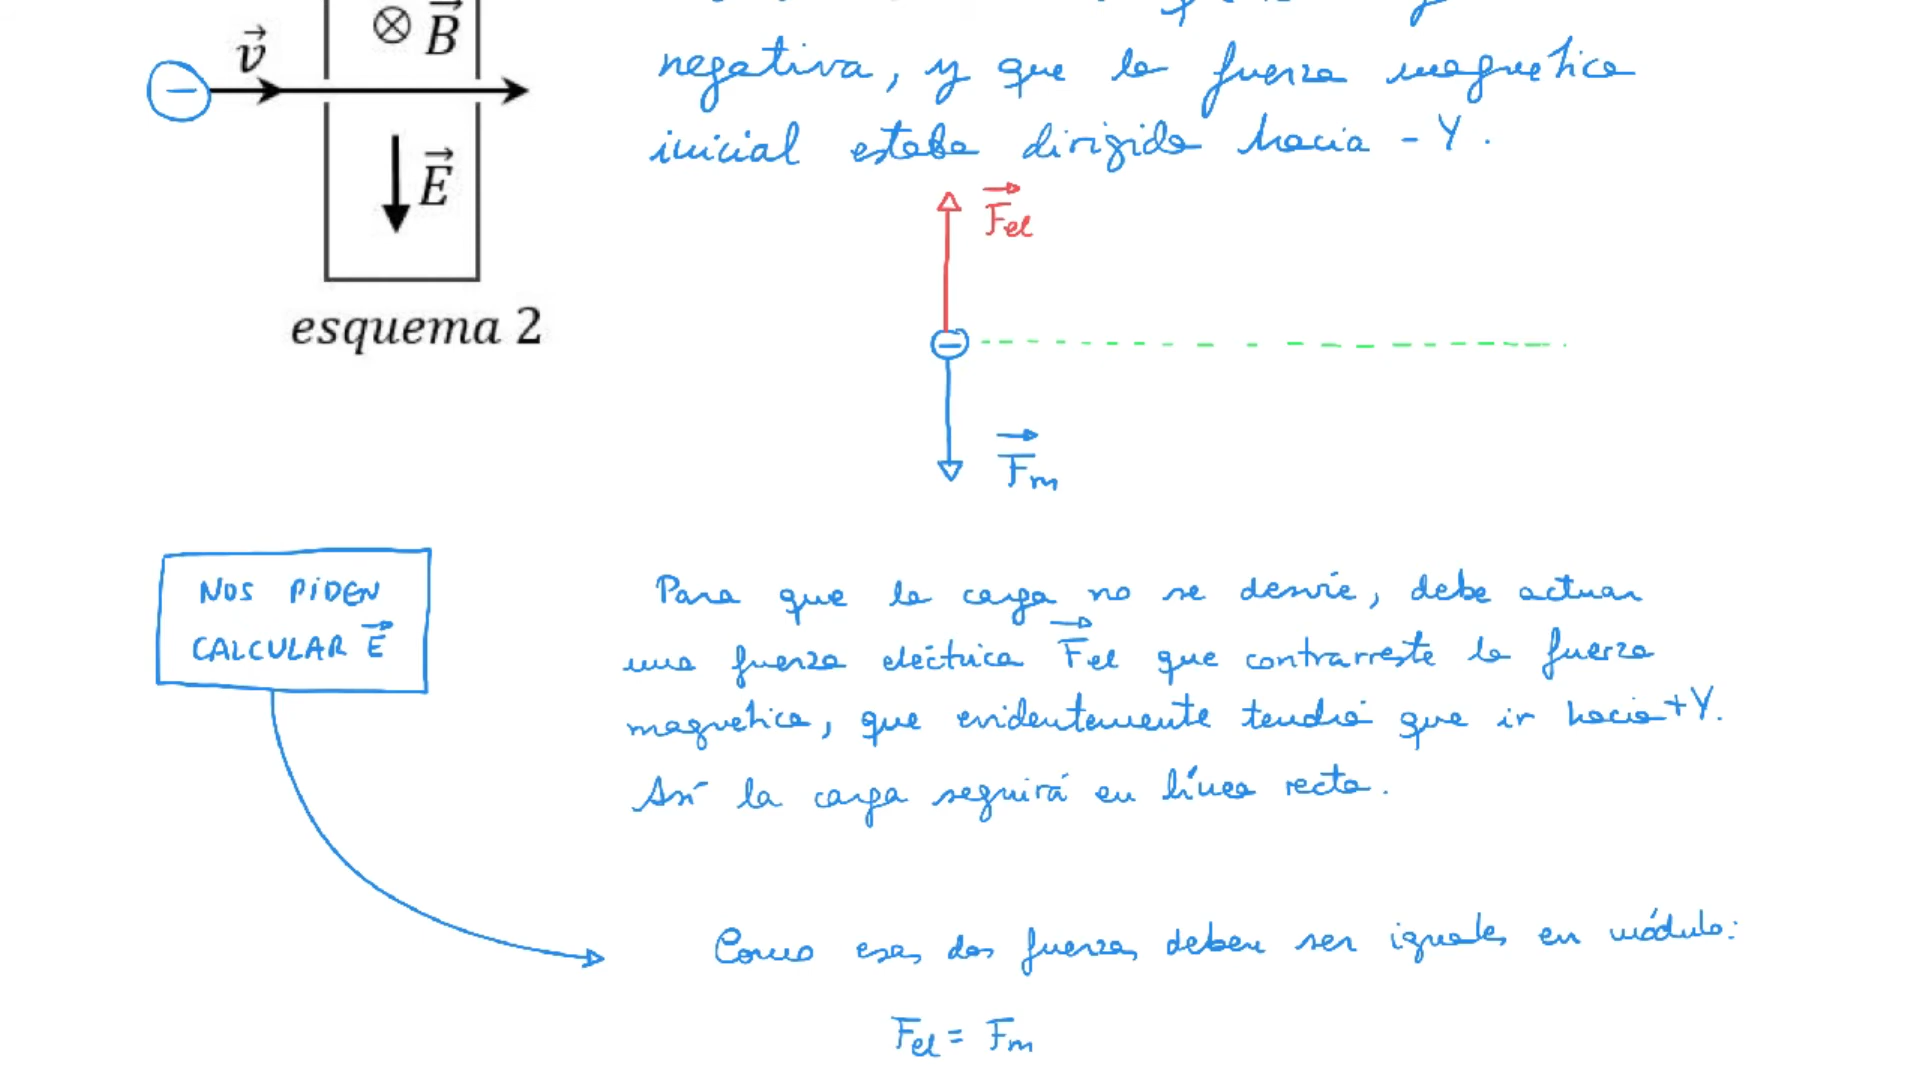 ⊗ B⃗
v⃗
−
E⃗
esquema 2
negativa, y que la fuerza magnetica
inicial estaba dirigida hacia - Y.
F⃗el
−
F⃗m
NOS PIDEN
CALCULAR E⃗
Para que la carga no se desvíe, debe actuar
una fuerza eléctrica F⃗el que contrarreste la fuerza
magnetica, que evidentemente tendrá que ir hacia +Y.
Así la carga seguirá en línea recta.
Como esas dos fuerzas deben ser iguales en módulo:
Fel = Fm